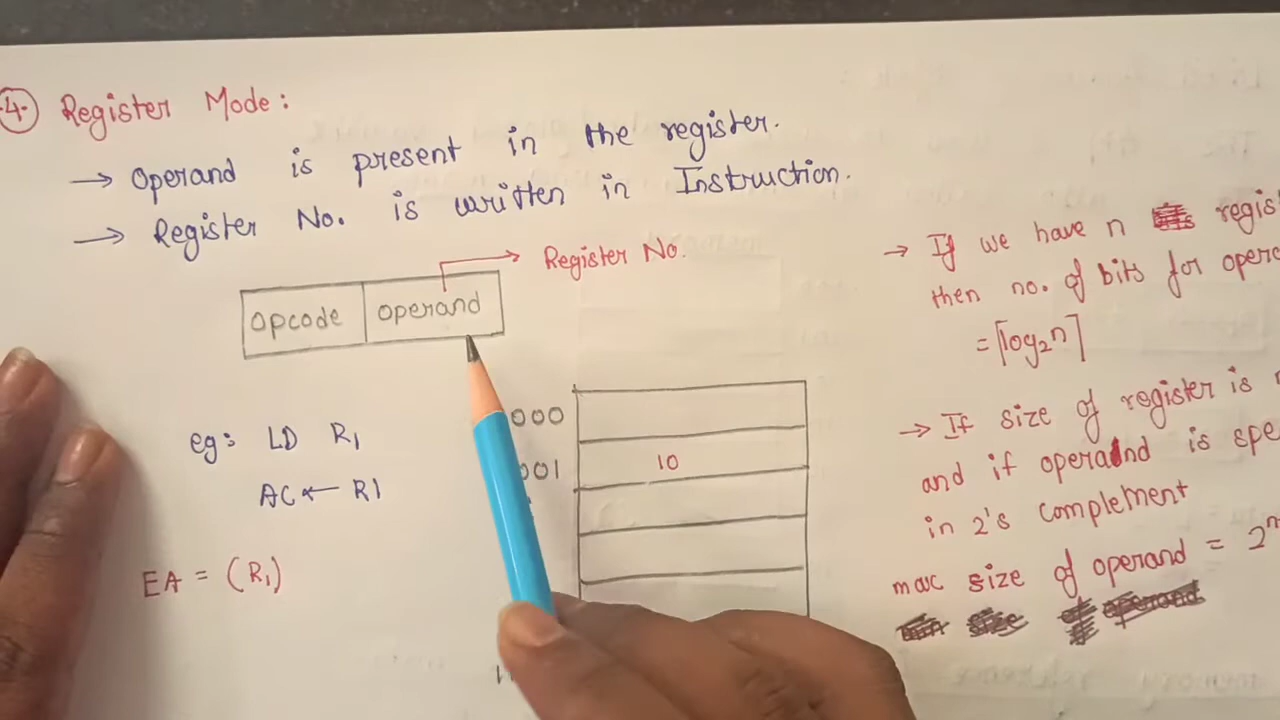 4. Register Mode:
→ Operand is present in the register.
→ Register No. is written in Instruction.
Register No.
opcode operand
eg: LD R1
AC ← R1
EA = (R1)
000
001 10
→ If we have n
then no. of bits for
= ⌈log₂n⌉
→ If size of register is
and if operand is
in 2's complement
max size of operand = 2ⁿ